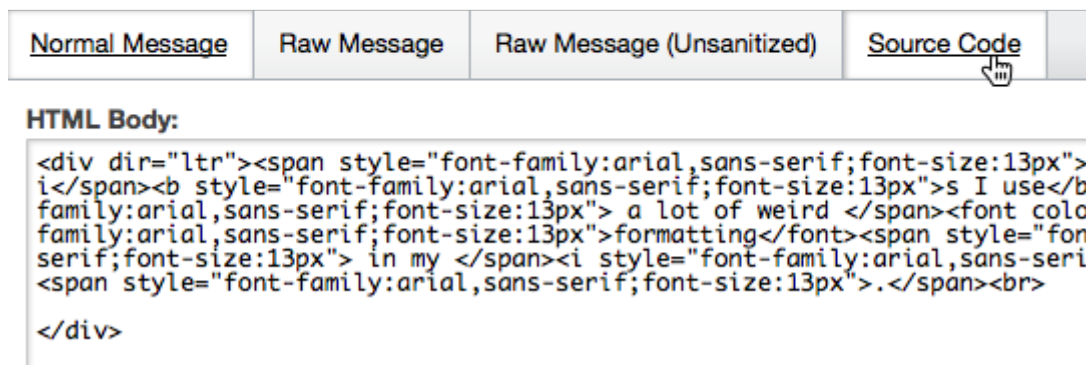 Normal Message Raw Message Raw Message (Unsanitized) Source Code
HTML Body:
<div dir="ltr"><span style="font-family:arial,sans-serif;font-size:13px">
i</span><b style="font-family:arial,sans-serif;font-size:13px">s I use</b
family:arial,sans-serif;font-size:13px"> a lot of weird </span><font colo
family:arial,sans-serif;font-size:13px">formatting</font><span style="fon
serif;font-size:13px"> in my </span><i style="font-family:arial,sans-seri
<span style="font-family:arial,sans-serif;font-size:13px">.</span><br>
</div>